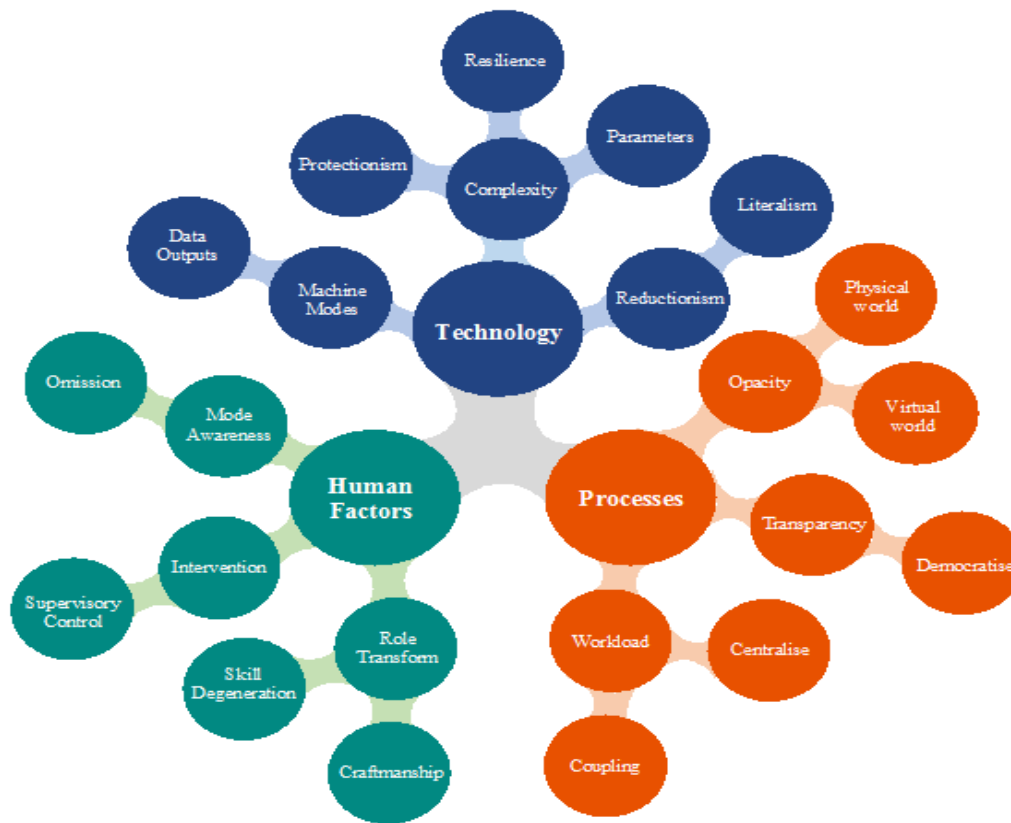 Resilience
Parameters
Protectionism
Complexity
Literalism
Data
Outputs
Machine
Modes
Reductionism
Technology
Physical
world
Opacity
Virtual
world
Omission
Mode
Awareness
Human
Factors
Processes
Transparency
Democratise
Intervention
Supervisory
Control
Role
Transform
Workload
Centralise
Skill
Degeneration
Craftmanship
Coupling